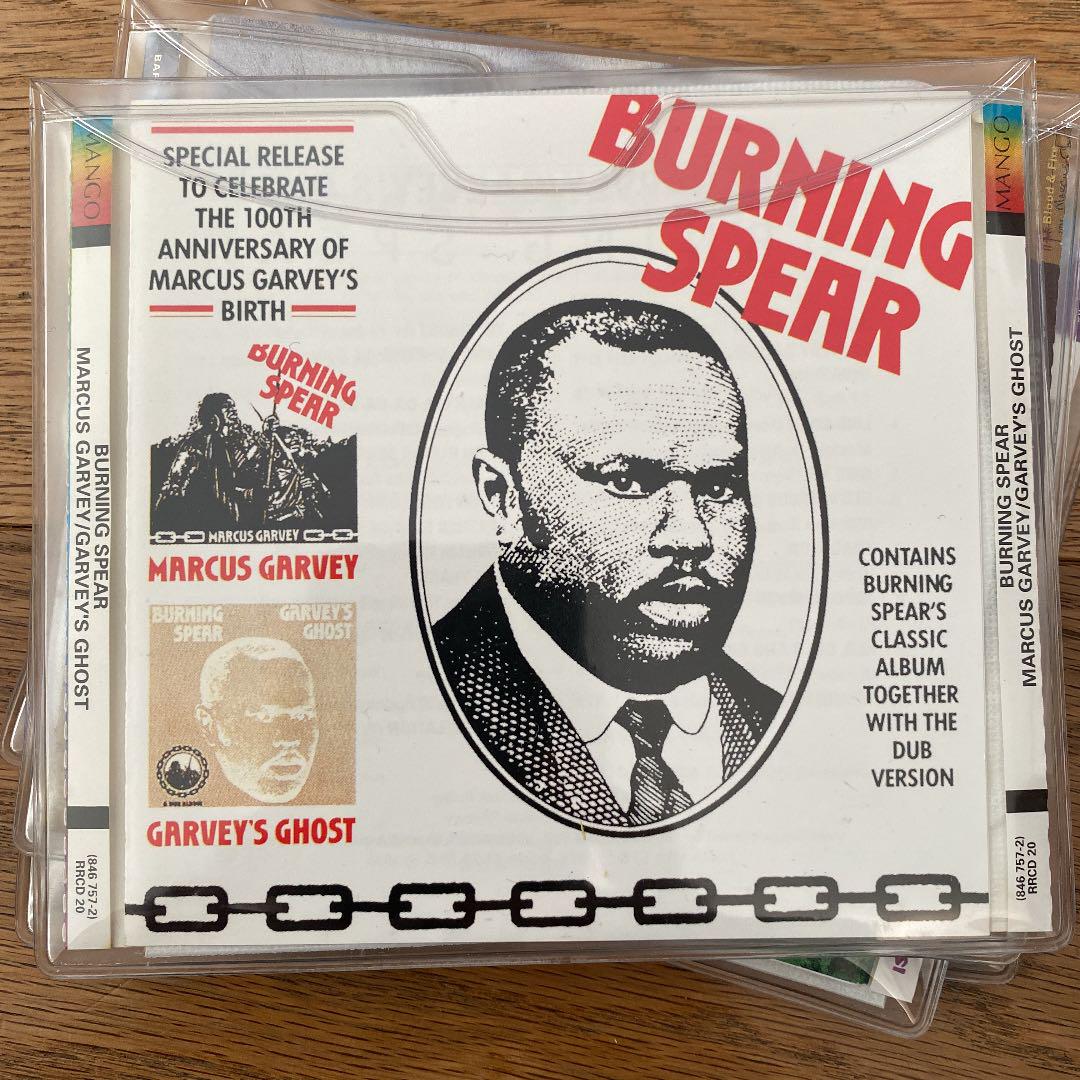 BURNING
SPEAR
SPECIAL RELEASE
TO CELEBRATE
THE 100TH
ANNIVERSARY OF
MARCUS GARVEY'S
BIRTH
BURNING
SPEAR
MARCUS GARVEY
MARCUS GARVEY
BURNING
SPEAR
GARVEY'S
GHOST
A DUB ALBUM
GARVEY'S GHOST
CONTAINS
BURNING
SPEAR'S
CLASSIC
ALBUM
TOGETHER
WITH THE
DUB
VERSION
MANGO
BURNING SPEAR
MARCUS GARVEY/GARVEY'S GHOST
(846 757-2)
RRCD 20
MANGO
BURNING SPEAR
MARCUS GARVEY/GARVEY'S GHOST
(846 757-2)
RRCD 20